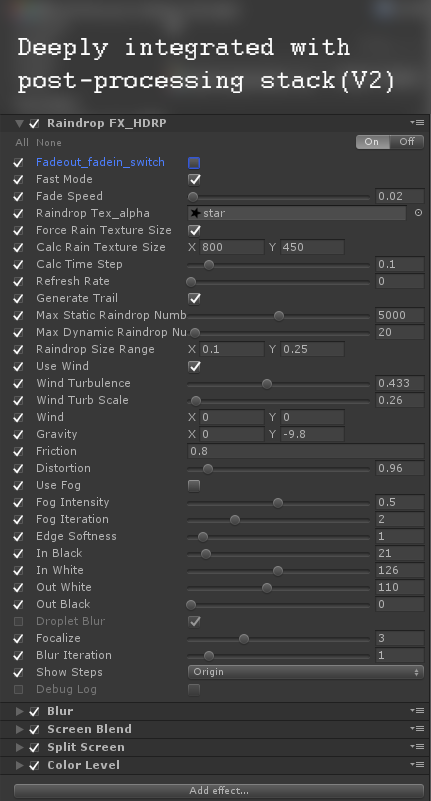 Deeply integrated with
post-processing stack(V2)
Raindrop FX_HDRP
All None On Off
Fadeout_fadein_switch
Fast Mode
Fade Speed 0.02
Raindrop Tex_alpha star
Force Rain Texture Size
Calc Rain Texture Size X 800 Y 450
Calc Time Step 0.1
Refresh Rate 0
Generate Trail
Max Static Raindrop Numb 5000
Max Dynamic Raindrop Nu 20
Raindrop Size Range X 0.1 Y 0.25
Use Wind
Wind Turbulence 0.433
Wind Turb Scale 0.26
Wind X 0 Y 0
Gravity X 0 Y -9.8
Friction 0.8
Distortion 0.96
Use Fog
Fog Intensity 0.5
Fog Iteration 2
Edge Softness 1
In Black 21
In White 126
Out White 110
Out Black 0
Droplet Blur
Focalize 3
Blur Iteration 1
Show Steps Origin
Debug Log
Blur
Screen Blend
Split Screen
Color Level
Add effect...